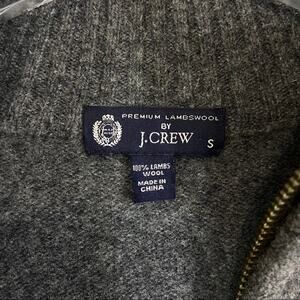 PREMIUM LAMBSWOOL
BY
J.CREW
S
100% LAMBS
WOOL
MADE IN
CHINA